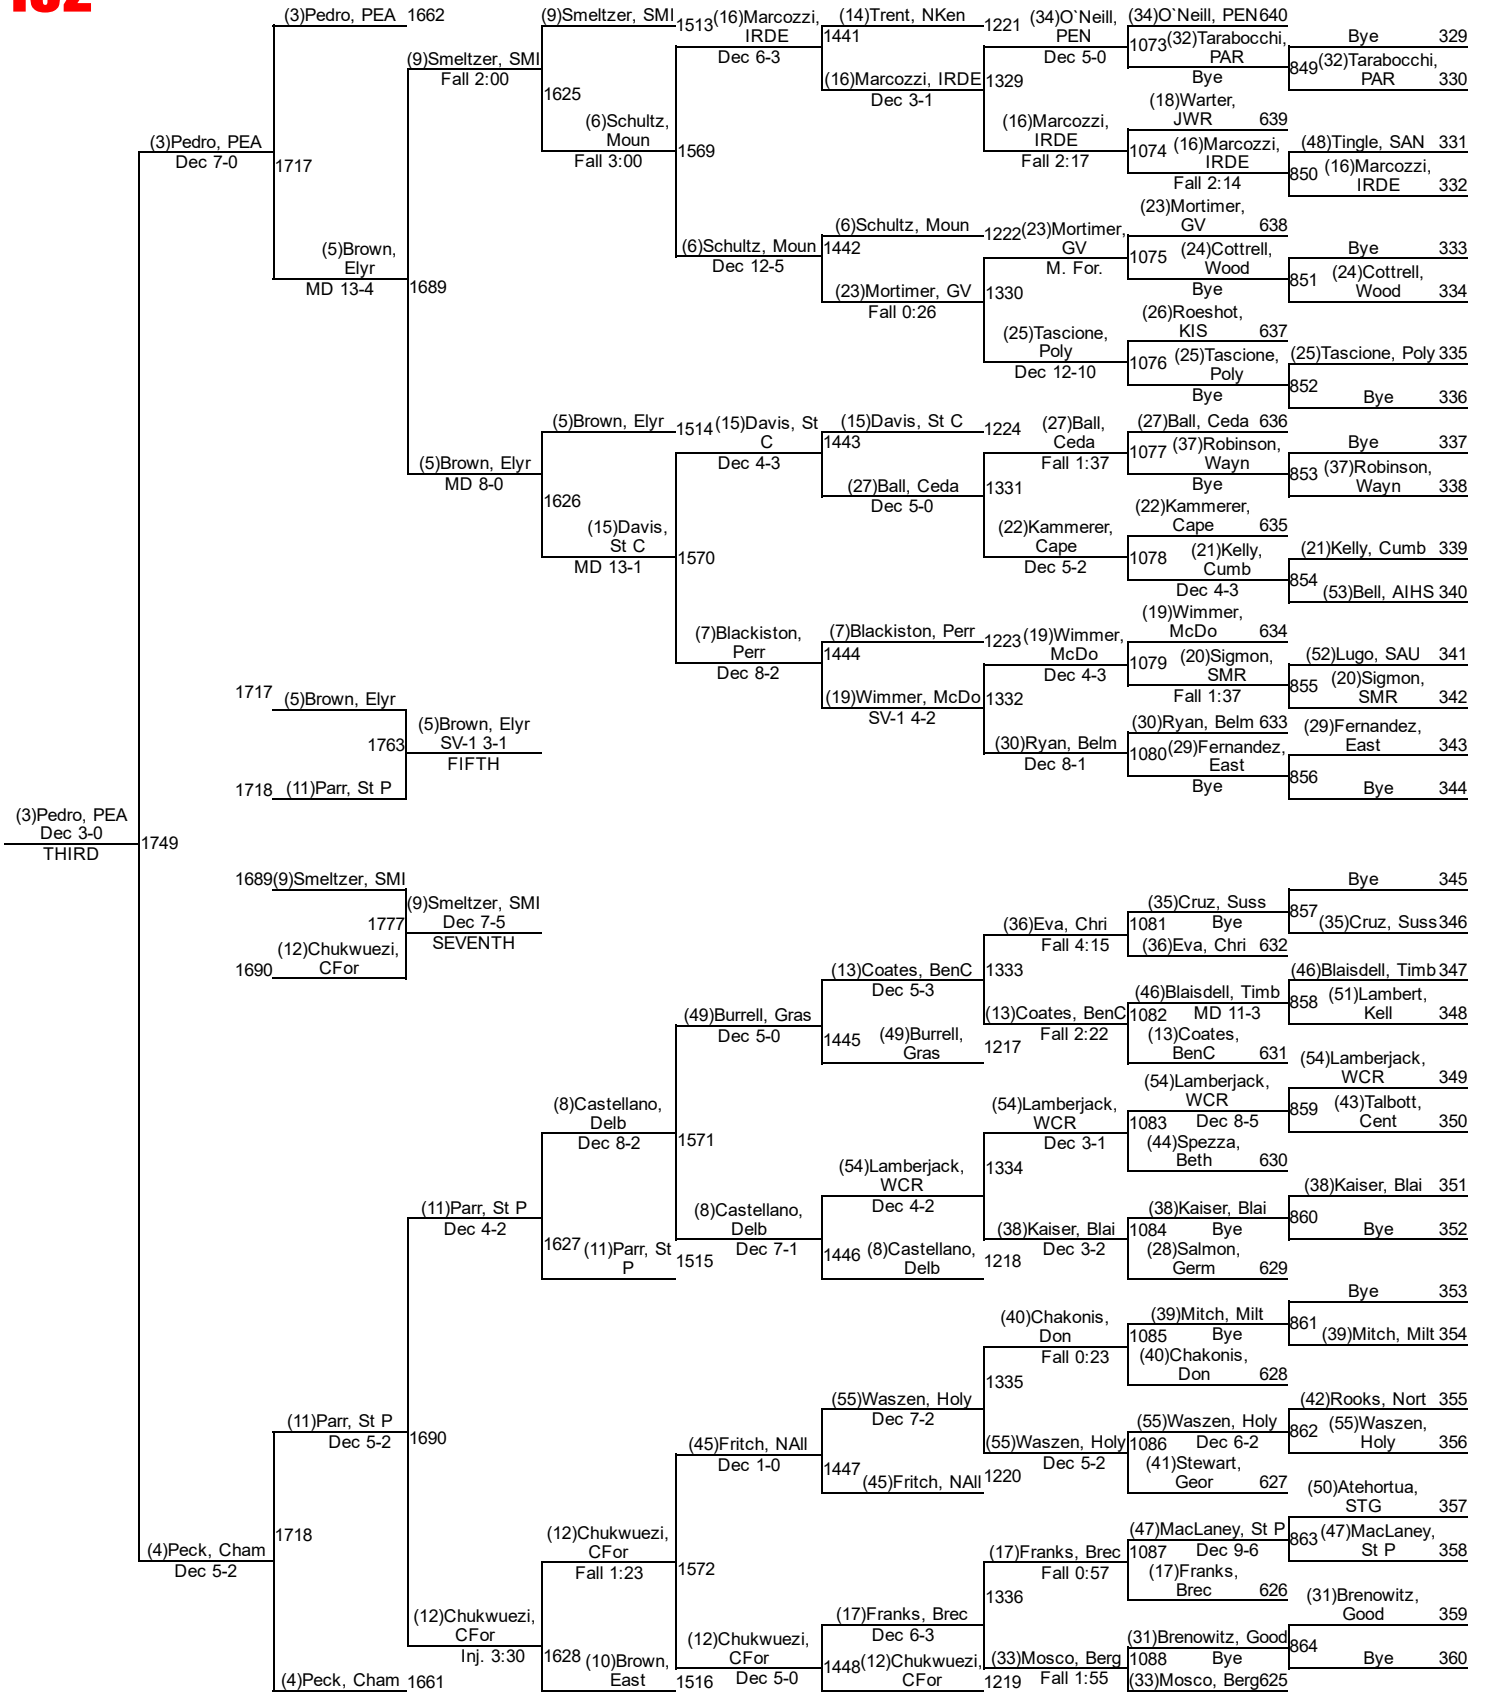 (3)Pedro, PEA 1662
(9)Smeltzer, SMI
Fall 2:00
(9)Smeltzer, SMI 1513
1625
(6)Schultz,
Moun
Fall 3:00
(16)Marcozzi,
IRDE
Dec 6-3
1569
(6)Schultz, Moun
Dec 12-5
(14)Trent, NKen 1221
1441
(16)Marcozzi, IRDE
Dec 3-1
(6)Schultz, Moun 1222
1442
(23)Mortimer, GV
Fall 0:26
(34)O`Neill,
PEN
Dec 5-0
1329
(16)Marcozzi,
IRDE
Fall 2:17
(23)Mortimer,
GV
M. For.
1330
(25)Tascione,
Poly
Dec 12-10
(34)O`Neill, PEN 640
1073 (32)Tarabocchi,
PAR
Bye
(18)Warter,
JWR 639
1074 (16)Marcozzi,
IRDE
Fall 2:14
(23)Mortimer,
GV 638
1075 (24)Cottrell,
Wood
Bye
(26)Roeshot,
KIS 637
1076 (25)Tascione,
Poly
Bye
Bye 329
849 (32)Tarabocchi,
PAR 330
(48)Tingle, SAN 331
850 (16)Marcozzi,
IRDE 332
Bye 333
851 (24)Cottrell,
Wood 334
(25)Tascione, Poly 335
852
Bye 336
(3)Pedro, PEA
Dec 7-0
1717
(5)Brown,
Elyr
MD 13-4
1689
(5)Brown, Elyr
MD 8-0
(5)Brown, Elyr 1514
1626
(15)Davis,
St C
MD 13-1
(15)Davis, St
C
Dec 4-3
1570
(7)Blackiston,
Perr
Dec 8-2
(15)Davis, St C 1224
1443
(27)Ball, Ceda
Dec 5-0
(7)Blackiston, Perr 1223
1444
(19)Wimmer, McDo
SV-1 4-2
(27)Ball,
Ceda
Fall 1:37
1331
(22)Kammerer,
Cape
Dec 5-2
(19)Wimmer,
McDo
Dec 4-3
1332
(30)Ryan, Belm
Dec 8-1
(27)Ball, Ceda 636
1077 (37)Robinson,
Wayn
Bye
(22)Kammerer,
Cape 635
1078 (21)Kelly,
Cumb
Dec 4-3
(19)Wimmer,
McDo 634
1079 (20)Sigmon,
SMR
Fall 1:37
(30)Ryan, Belm 633
1080 (29)Fernandez,
East
Bye
Bye 337
853 (37)Robinson,
Wayn 338
(21)Kelly, Cumb 339
854
(53)Bell, AIHS 340
(52)Lugo, SAU 341
855 (20)Sigmon,
SMR 342
(29)Fernandez,
East 343
856
Bye 344
1717 (5)Brown, Elyr
1763
1718 (11)Parr, St P
(5)Brown, Elyr
SV-1 3-1
FIFTH
(3)Pedro, PEA
Dec 3-0
THIRD
1749
1689 (9)Smeltzer, SMI
1777
(12)Chukwuezi,
1690 CFor
(9)Smeltzer, SMI
Dec 7-5
SEVENTH
(49)Burrell, Gras
Dec 5-0
(13)Coates, BenC
Dec 5-3
1445 (49)Burrell,
Gras 1217
(36)Eva, Chri
Fall 4:15
1333
(13)Coates, BenC
Fall 2:22
(35)Cruz, Suss
1081 Bye
(36)Eva, Chri 632
(46)Blaisdell, Timb
1082 MD 11-3
(13)Coates,
BenC 631
Bye 345
857
(35)Cruz, Suss 346
(46)Blaisdell, Timb 347
858 (51)Lambert,
Kell 348
(8)Castellano,
Delb
Dec 8-2
1571
(8)Castellano,
Delb
Dec 7-1
(54)Lamberjack,
WCR
Dec 4-2
1446 (8)Castellano,
Delb 1218
(54)Lamberjack,
WCR
Dec 3-1
1334
(38)Kaiser, Blai
Dec 3-2
(54)Lamberjack,
WCR
1083 Dec 8-5
(44)Spezza,
Beth 630
(38)Kaiser, Blai
1084 Bye
(28)Salmon,
Germ 629
(54)Lamberjack,
WCR 349
859 (43)Talbott,
Cent 350
(38)Kaiser, Blai 351
860
Bye 352
(11)Parr, St P
Dec 4-2
1627 (11)Parr, St
P 1515
(11)Parr, St P
Dec 5-2
1690
(4)Peck, Cham
Dec 5-2
1718
(4)Peck, Cham 1661
(12)Chukwuezi,
CFor
Inj. 3:30
(12)Chukwuezi,
CFor
Fall 1:23
1628 (10)Brown,
East 1516
(45)Fritch, NAll
Dec 1-0
1572
(12)Chukwuezi,
CFor
Dec 5-0
(55)Waszen, Holy
Dec 7-2
1447
(45)Fritch, NAll 1220
(17)Franks, Brec
Dec 6-3
1448 (12)Chukwuezi,
CFor 1219
(40)Chakonis,
Don
Fall 0:23
1335
(55)Waszen, Holy
Dec 5-2
(17)Franks, Brec
Fall 0:57
1336
(33)Mosco, Berg
Fall 1:55
(39)Mitch, Milt
1085 Bye
(40)Chakonis,
Don 628
(55)Waszen, Holy
1086 Dec 6-2
(41)Stewart,
Geor 627
(47)MacLaney, St P
1087 Dec 9-6
(17)Franks,
Brec 626
(31)Brenowitz, Good
1088 Bye
(33)Mosco, Berg 625
Bye 353
861
(39)Mitch, Milt 354
(42)Rooks, Nort 355
862 (55)Waszen,
Holy 356
(50)Atehortua,
STG 357
863 (47)MacLaney,
St P 358
(31)Brenowitz,
Good 359
864
Bye 360